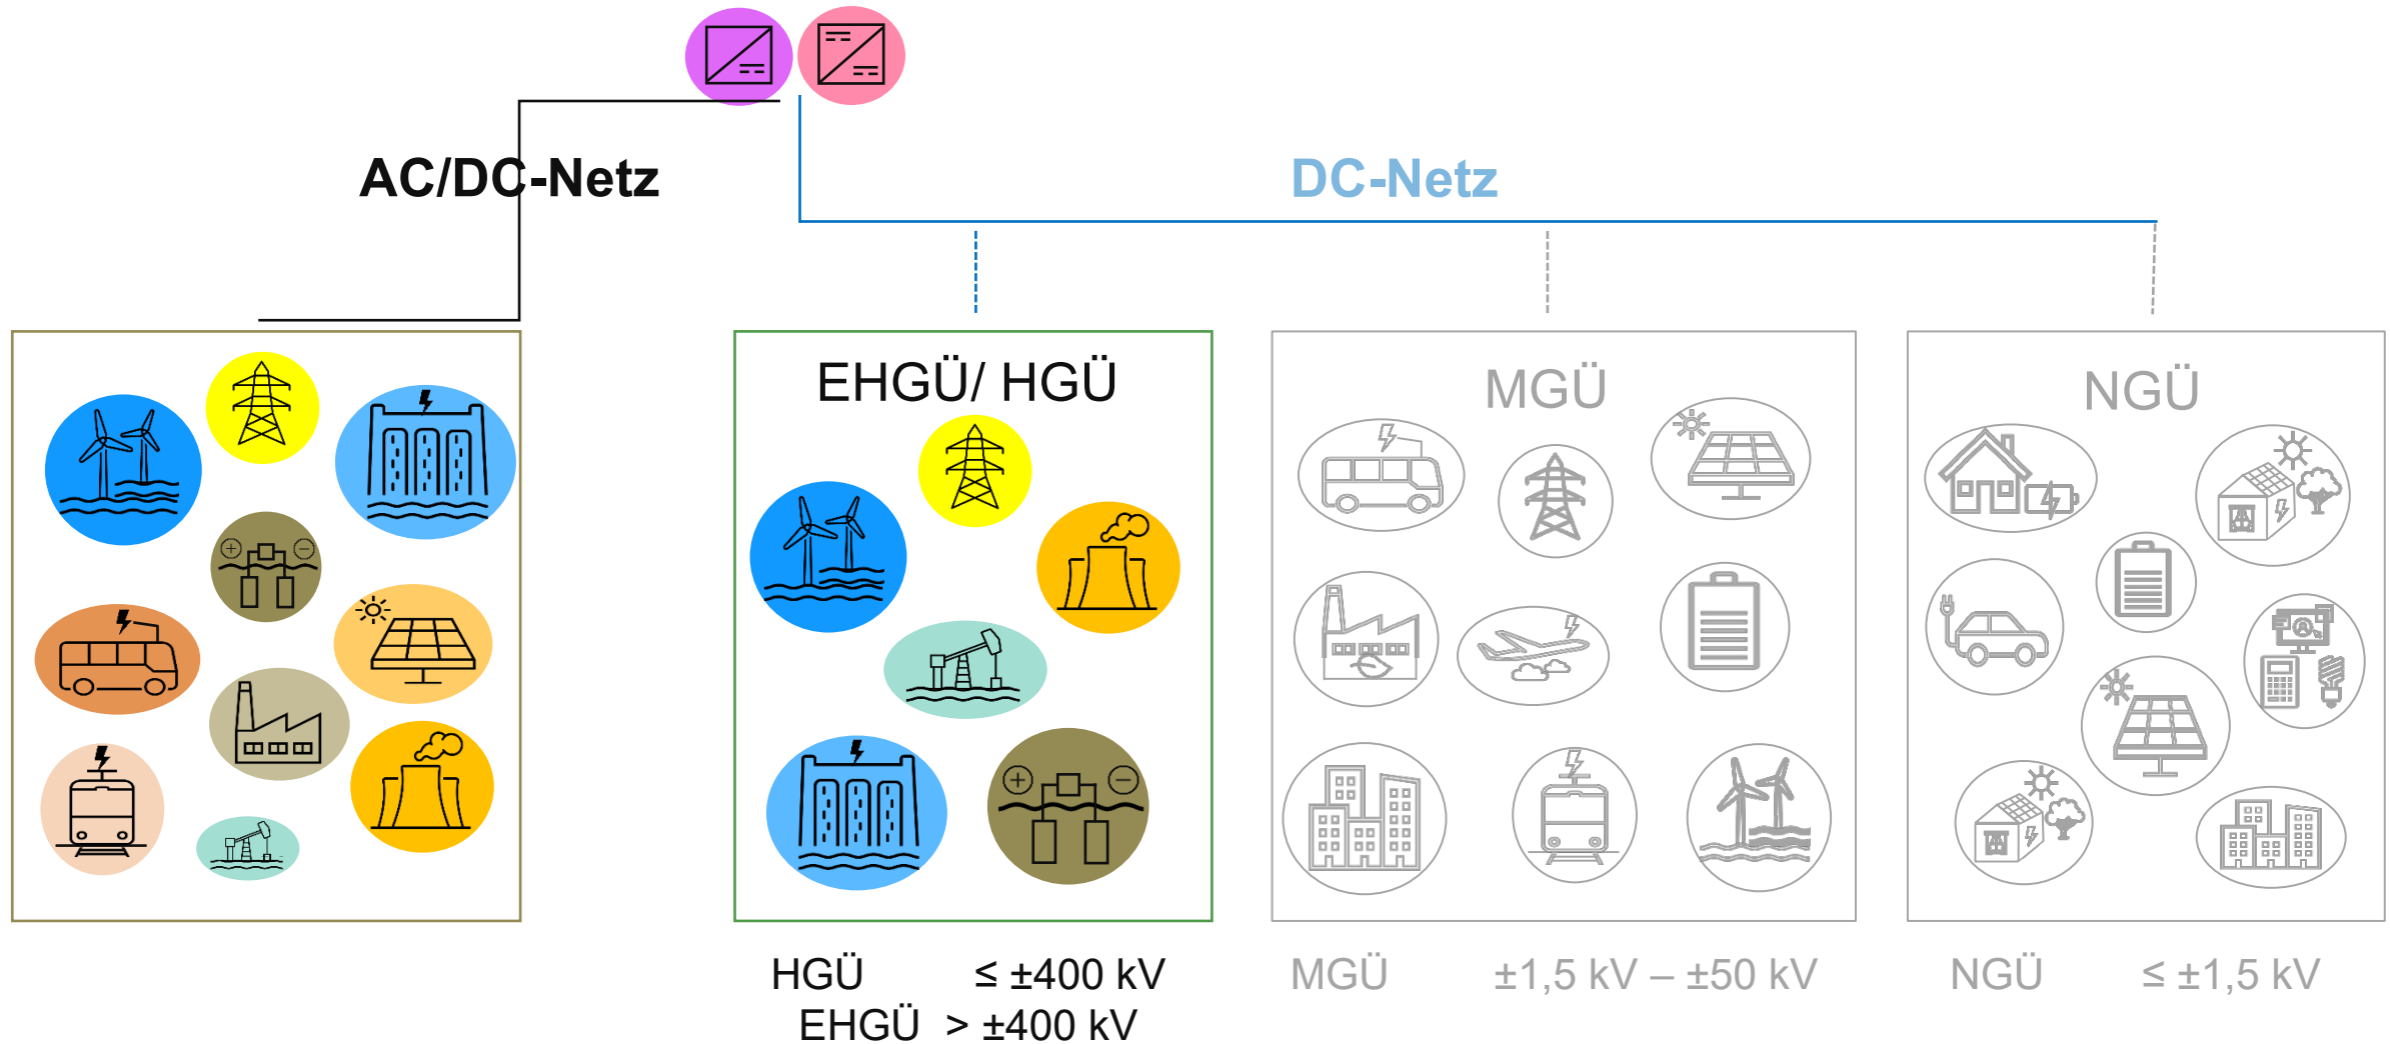 AC/DC-Netz
DC-Netz
EHGÜ/ HGÜ
MGÜ
NGÜ
HGÜ ≤ ±400 kV
EHGÜ > ±400 kV
MGÜ ±1,5 kV – ±50 kV
NGÜ ≤ ±1,5 kV